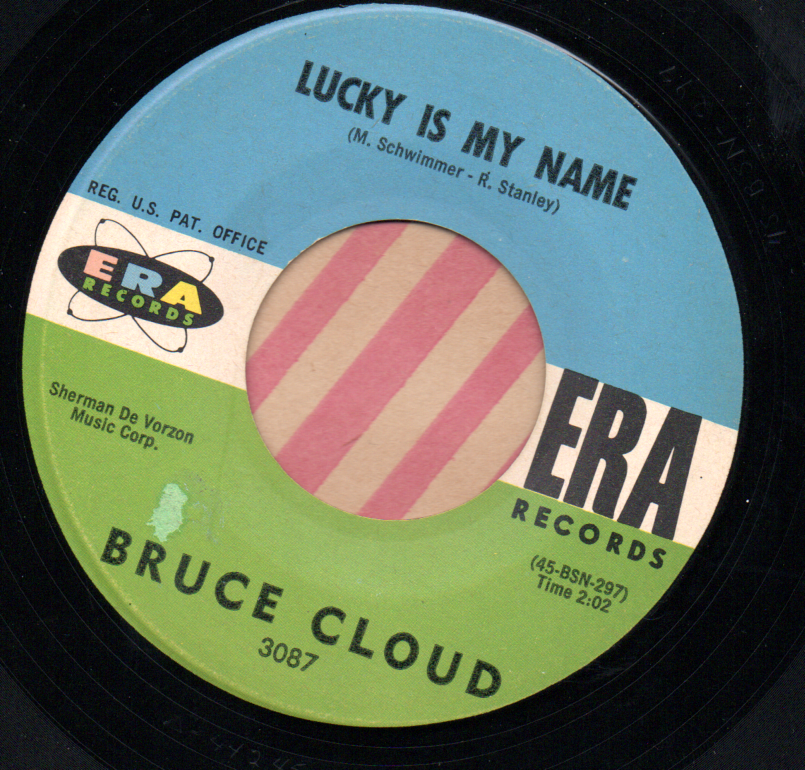 LUCKY IS MY NAME
(M. Schwimmer - R. Stanley)
REG. U.S. PAT. OFFICE
ERA
RECORDS
Sherman De Vorzon
Music Corp.
ERA
RECORDS
(45-BSN-297)
Time 2:02
BRUCE CLOUD
3087